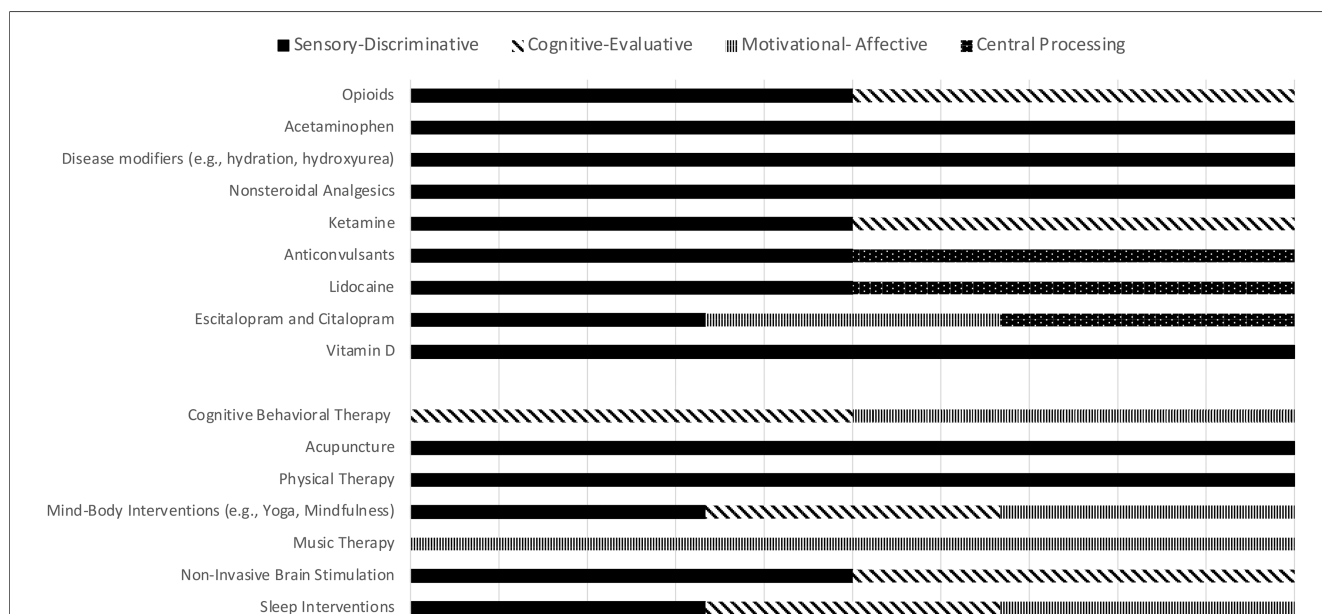 Sensory-Discriminative Cognitive-Evaluative Motivational- Affective Central Processing
Opioids
Acetaminophen
Disease modifiers (e.g., hydration, hydroxyurea)
Nonsteroidal Analgesics
Ketamine
Anticonvulsants
Lidocaine
Escitalopram and Citalopram
Vitamin D
Cognitive Behavioral Therapy
Acupuncture
Physical Therapy
Mind-Body Interventions (e.g., Yoga, Mindfulness)
Music Therapy
Non-Invasive Brain Stimulation
Sleep Interventions